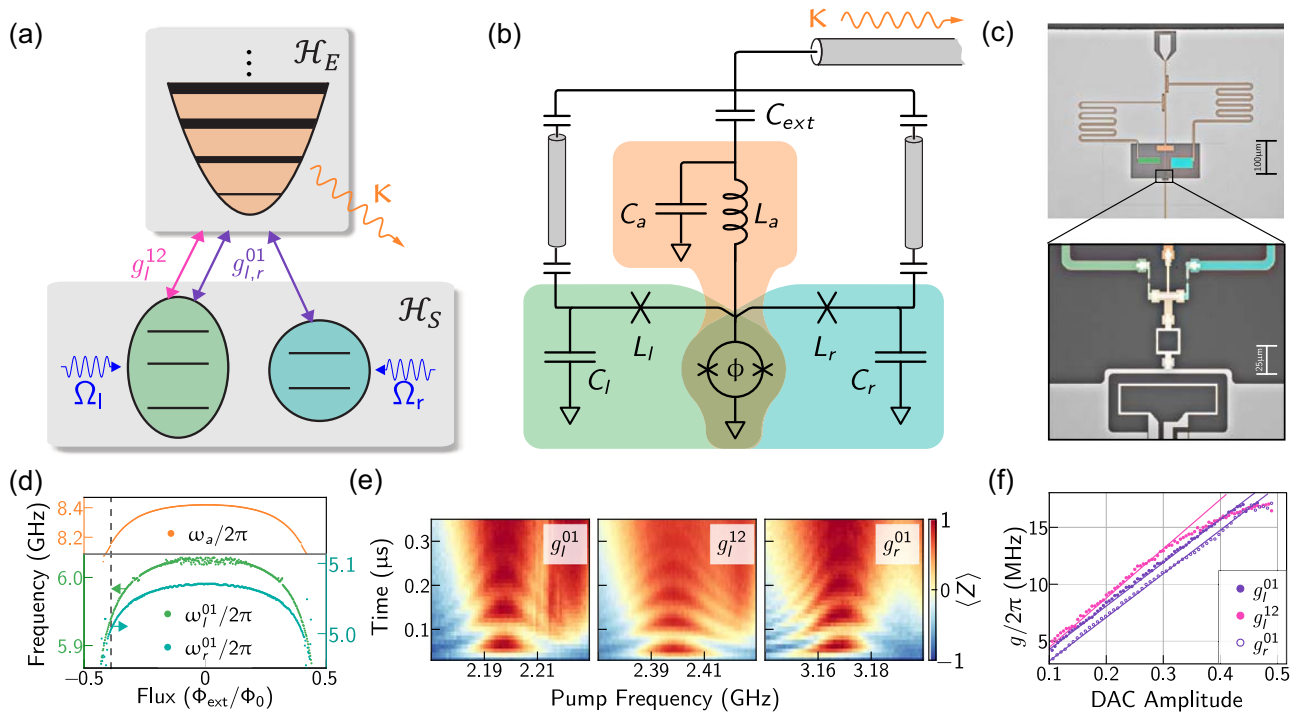 (a)
ℋ_E
κ
g_l^{12}
g_{l,r}^{01}
ℋ_S
Ω_l
Ω_r
(b)
κ
C_{ext}
C_a
L_a
L_l
L_r
C_l
C_r
ϕ
(c)
100μm
25μm
(d)
Frequency (GHz)
8.4
8.2
6.0
5.9
5.1
5.0
ω_a/2π
ω_l^{01}/2π
ω_r^{01}/2π
−0.5 0 0.5
Flux (Φ_{ext}/Φ_0)
(e)
Time (μs)
0.3
0.2
0.1
g_l^{01}
g_l^{12}
g_r^{01}
2.19 2.21
2.39 2.41
3.16 3.18
Pump Frequency (GHz)
1
0
−1
⟨Z⟩
(f)
g/2π (MHz)
15
10
5
g_l^{01}
g_l^{12}
g_r^{01}
0.1 0.2 0.3 0.4 0.5
DAC Amplitude